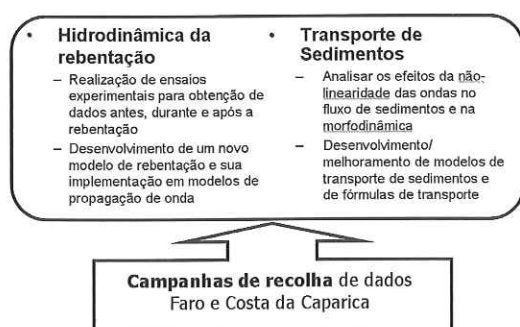 • Hidrodinâmica da
rebentação
– Realização de ensaios
experimentais para obtenção de
dados antes, durante e após a
rebentação
– Desenvolvimento de um novo
modelo de rebentação e sua
implementação em modelos de
propagação de onda
• Transporte de
Sedimentos
– Analisar os efeitos da não-
linearidade das ondas no
fluxo de sedimentos e na
morfodinâmica
– Desenvolvimento/
melhoramento de modelos de
transporte de sedimentos e
de fórmulas de transporte
Campanhas de recolha de dados
Faro e Costa da Caparica